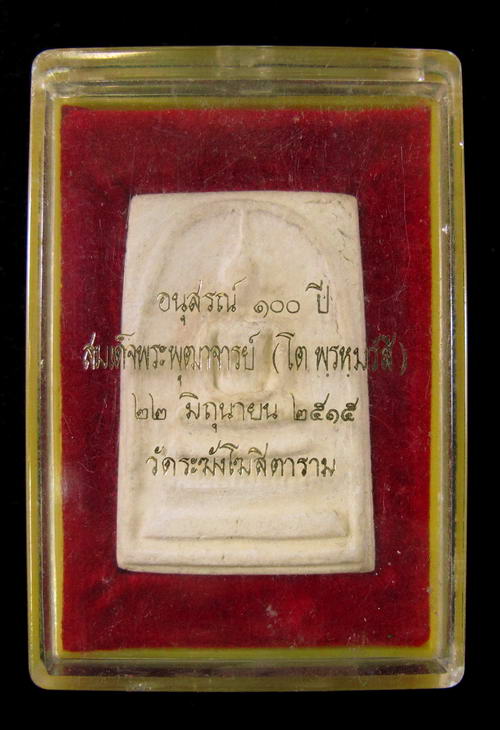 อนุสรณ์ ๑๐๐ ปี
สมเด็จพระพุฒาจารย์ (โต พฺรหฺมรํสี)
๒๒ มิถุนายน ๒๕๑๕
วัดระฆังโฆสิตาราม